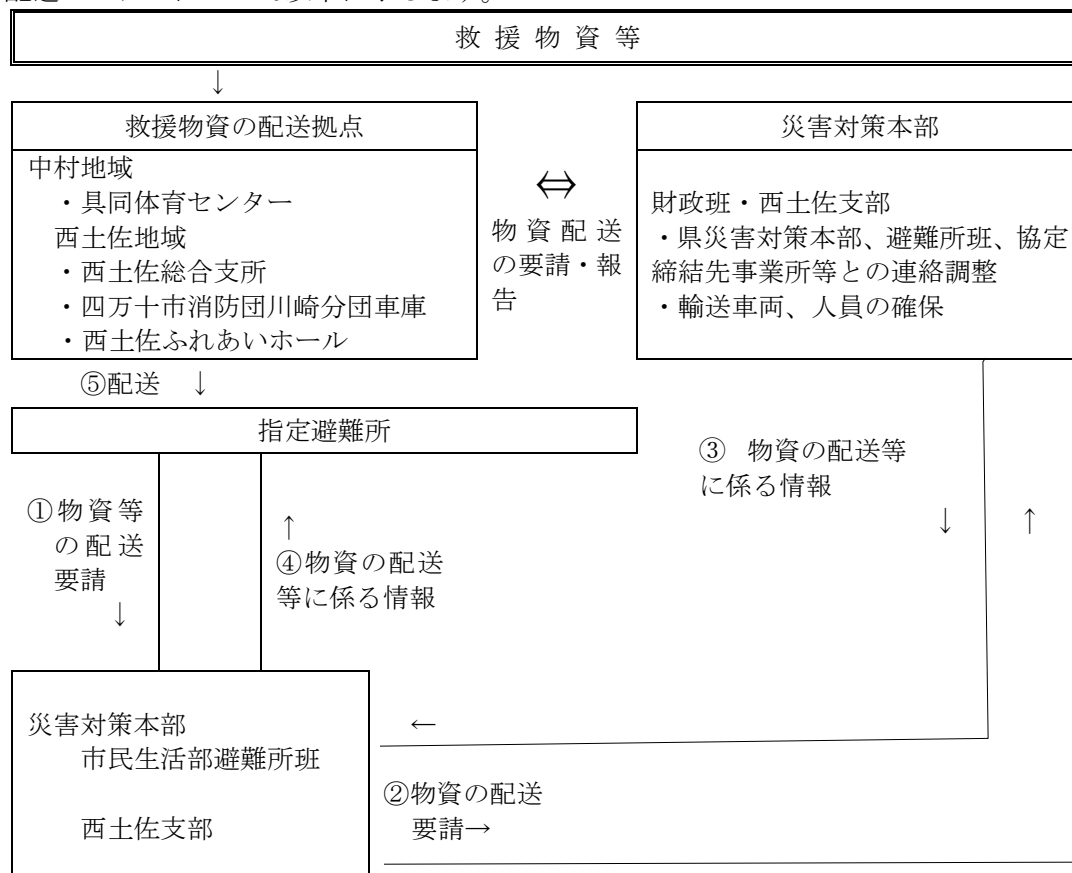 救 援 物 資 等
↓
救援物資の配送拠点
中村地域
・具同体育センター
西土佐地域
・西土佐総合支所
・四万十市消防団川崎分団車庫
・西土佐ふれあいホール
⇔
物資配送
の要請・報
告
災害対策本部
財政班・西土佐支部
・県災害対策本部、避難所班、協定
締結先事業所等との連絡調整
・輸送車両、人員の確保
⑤配送 ↓
指定避難所
①物資等
の配送
要請
↓
↑
④物資の配送
等に係る情報
③ 物資の配送等
に係る情報
↓ ↑
災害対策本部
市民生活部避難所班
西土佐支部
←
②物資の配送
要請→